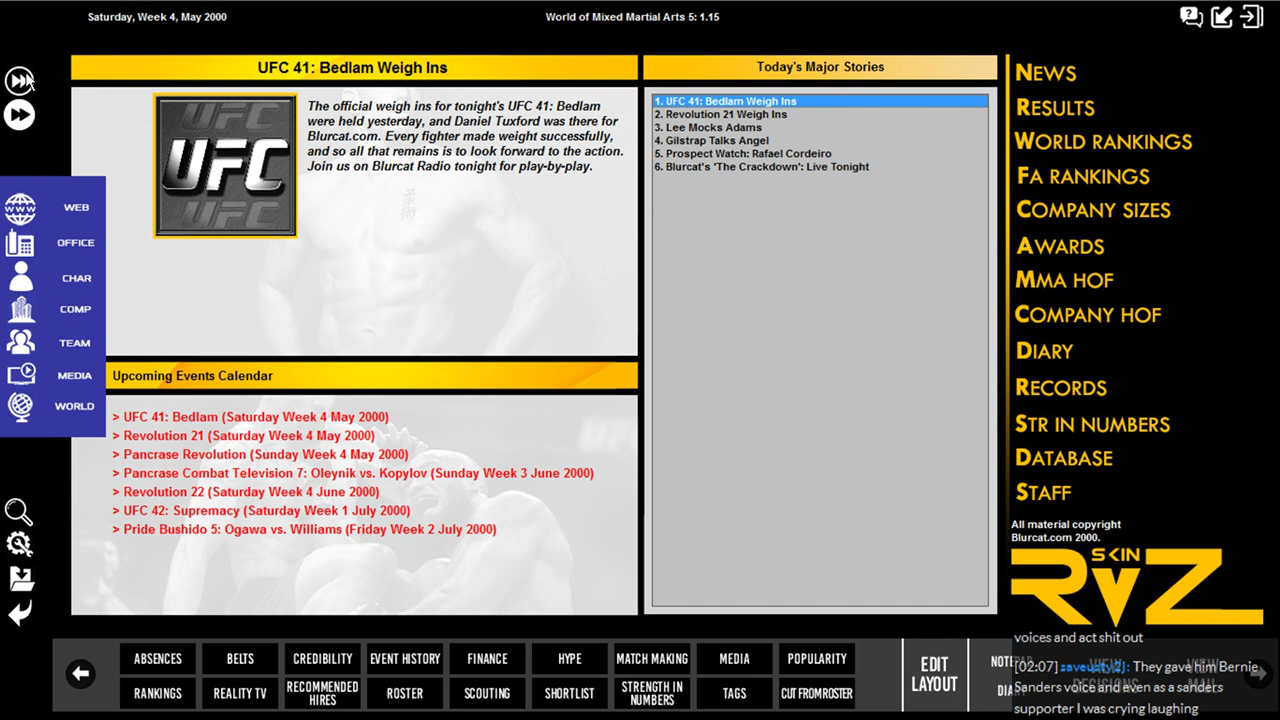 Saturday, Week 4, May 2000
World of Mixed Martial Arts 5: 1.15
UFC 41: Bedlam Weigh Ins
UFC
The official weigh ins for tonight's UFC 41: Bedlam
were held yesterday, and Daniel Tuxford was there for
Blurcat.com. Every fighter made weight successfully,
and so all that remains is to look forward to the action.
Join us on Blurcat Radio tonight for play-by-play.
Today's Major Stories
1. UFC 41: Bedlam Weigh Ins
2. Revolution 21 Weigh Ins
3. Lee Mocks Adams
4. Gilstrap Talks Angel
5. Prospect Watch: Rafael Cordeiro
6. Blurcat's 'The Crackdown': Live Tonight
WEB
OFFICE
CHAR
COMP
TEAM
MEDIA
WORLD
Upcoming Events Calendar
> UFC 41: Bedlam (Saturday Week 4 May 2000)
> Revolution 21 (Saturday Week 4 May 2000)
> Pancrase Revolution (Sunday Week 4 May 2000)
> Pancrase Combat Television 7: Oleynik vs. Kopylov (Sunday Week 3 June 2000)
> Revolution 22 (Saturday Week 4 June 2000)
> UFC 42: Supremacy (Saturday Week 1 July 2000)
> Pride Bushido 5: Ogawa vs. Williams (Friday Week 2 July 2000)
NEWS
RESULTS
WORLD RANKINGS
FA RANKINGS
COMPANY SIZES
AWARDS
MMA HOF
COMPANY HOF
DIARY
RECORDS
STR IN NUMBERS
DATABASE
STAFF
All material copyright
Blurcat.com 2000.
SKIN
RVZ
ABSENCES
BELTS
CREDIBILITY
EVENT HISTORY
FINANCE
HYPE
MATCH MAKING
MEDIA
POPULARITY
RANKINGS
REALITY TV
RECOMMENDED HIRES
ROSTER
SCOUTING
SHORTLIST
STRENGTH IN NUMBERS
TAGS
CUT FROM ROSTER
EDIT
LAYOUT
voices and act shit out
They gave him Bernie
Sanders voice and even as a sanders
supporter I was crying laughing
[02:07]
VIEW
DECISIONS
VIEW
MAIL